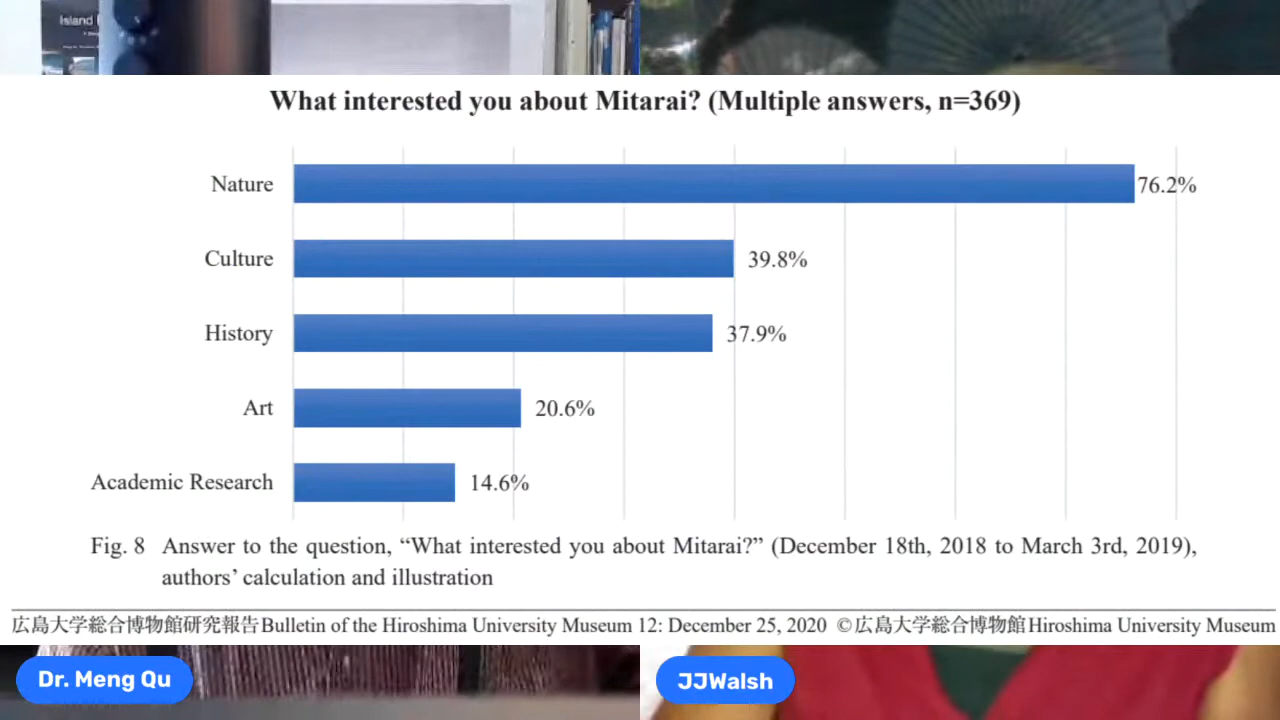 Island
What interested you about Mitarai? (Multiple answers, n=369)
Nature 76.2%
Culture 39.8%
History 37.9%
Art 20.6%
Academic Research 14.6%
Fig. 8 Answer to the question, “What interested you about Mitarai?” (December 18th, 2018 to March 3rd, 2019),
authors’ calculation and illustration
広島大学総合博物館研究報告Bulletin of the Hiroshima University Museum 12: December 25, 2020 ©広島大学総合博物館Hiroshima University Museum
Dr. Meng Qu
JJWalsh